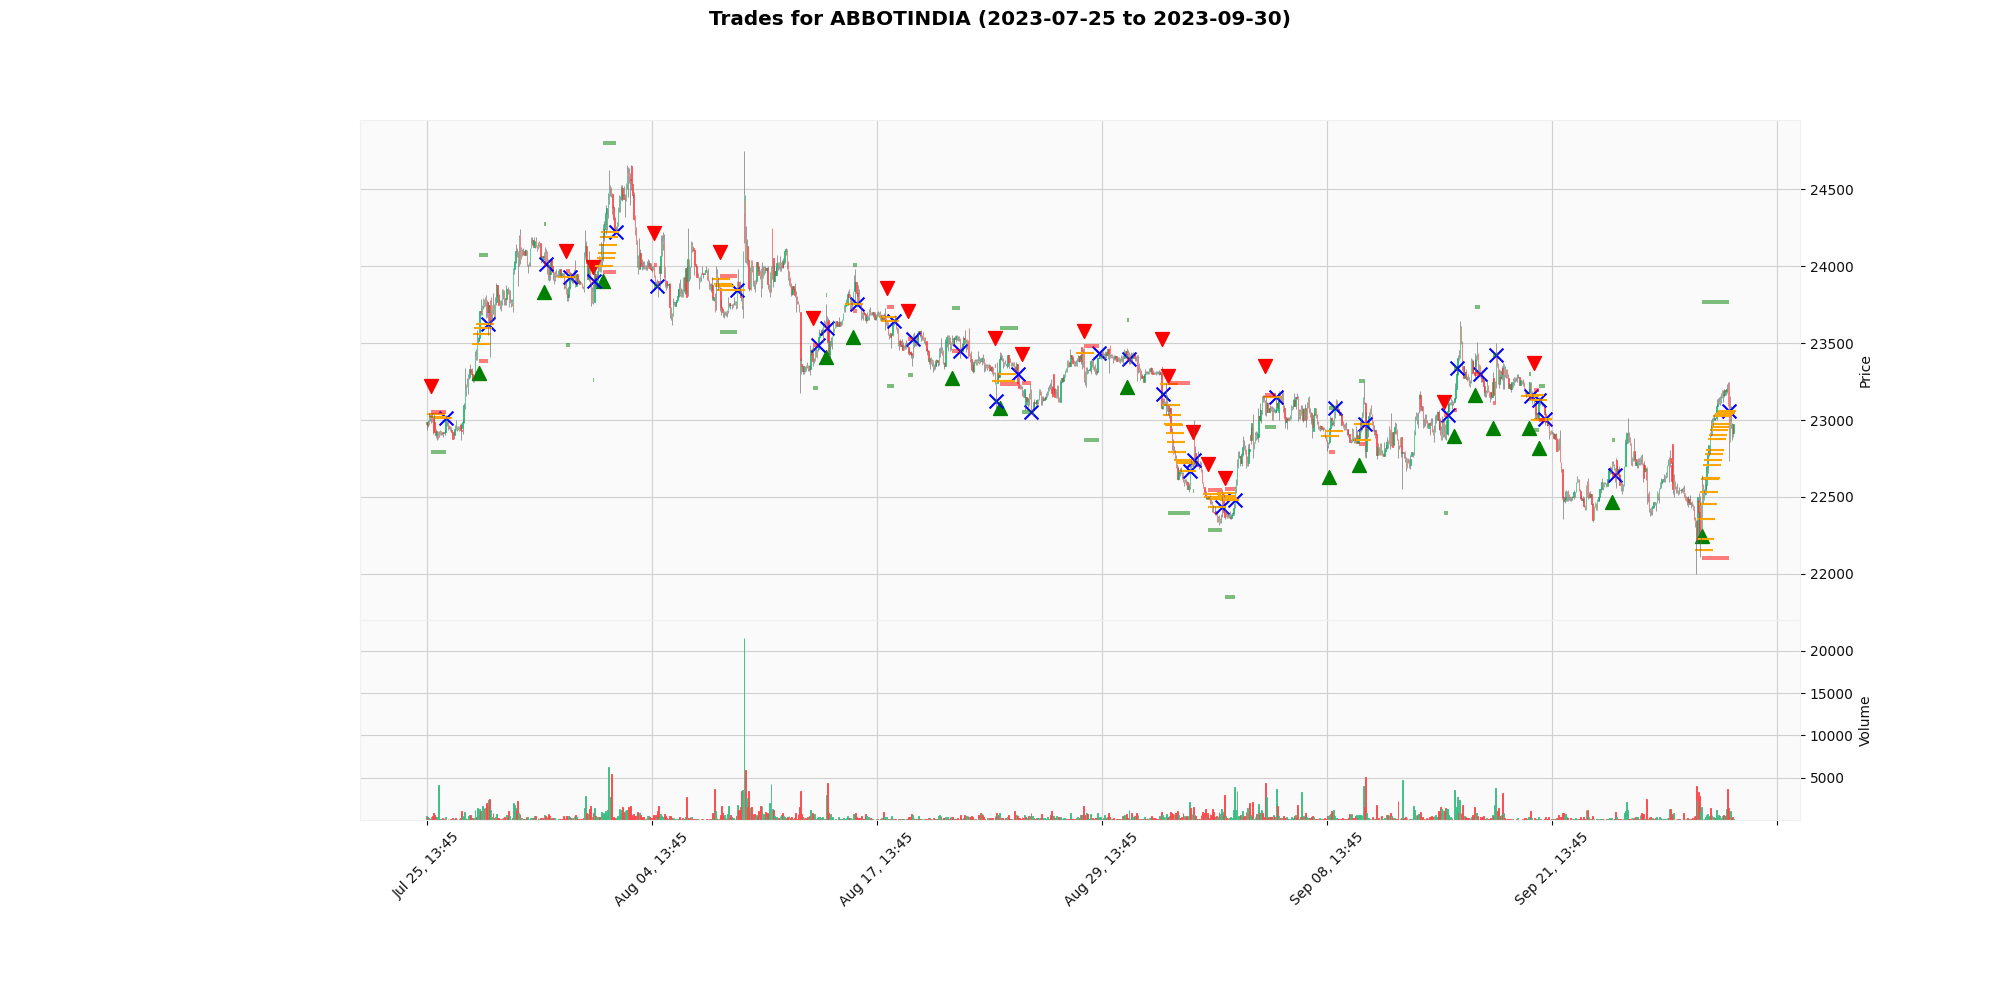 Trades for ABBOTINDIA (2023-07-25 to 2023-09-30)
24500
24000
23500
23000
22500
22000
Price
20000
15000
10000
5000
Volume
Jul 25, 13:45
Aug 04, 13:45
Aug 17, 13:45
Aug 29, 13:45
Sep 08, 13:45
Sep 21, 13:45